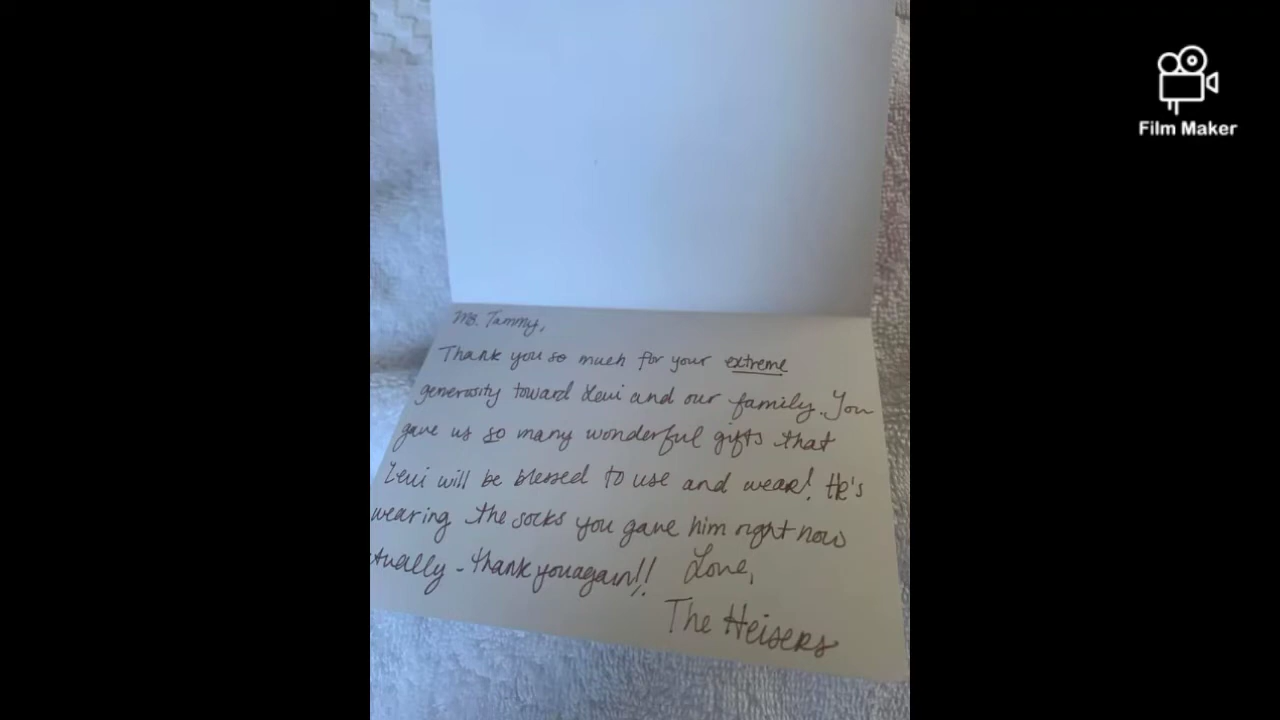 Film Maker
Ms. Tammy,
Thank you so much for your extreme
generosity toward Levi and our family. You
gave us so many wonderful gifts that
Levi will be blessed to use and wear! He's
wearing the socks you gave him right now
tually - thank you again!! Love,
The Heisers